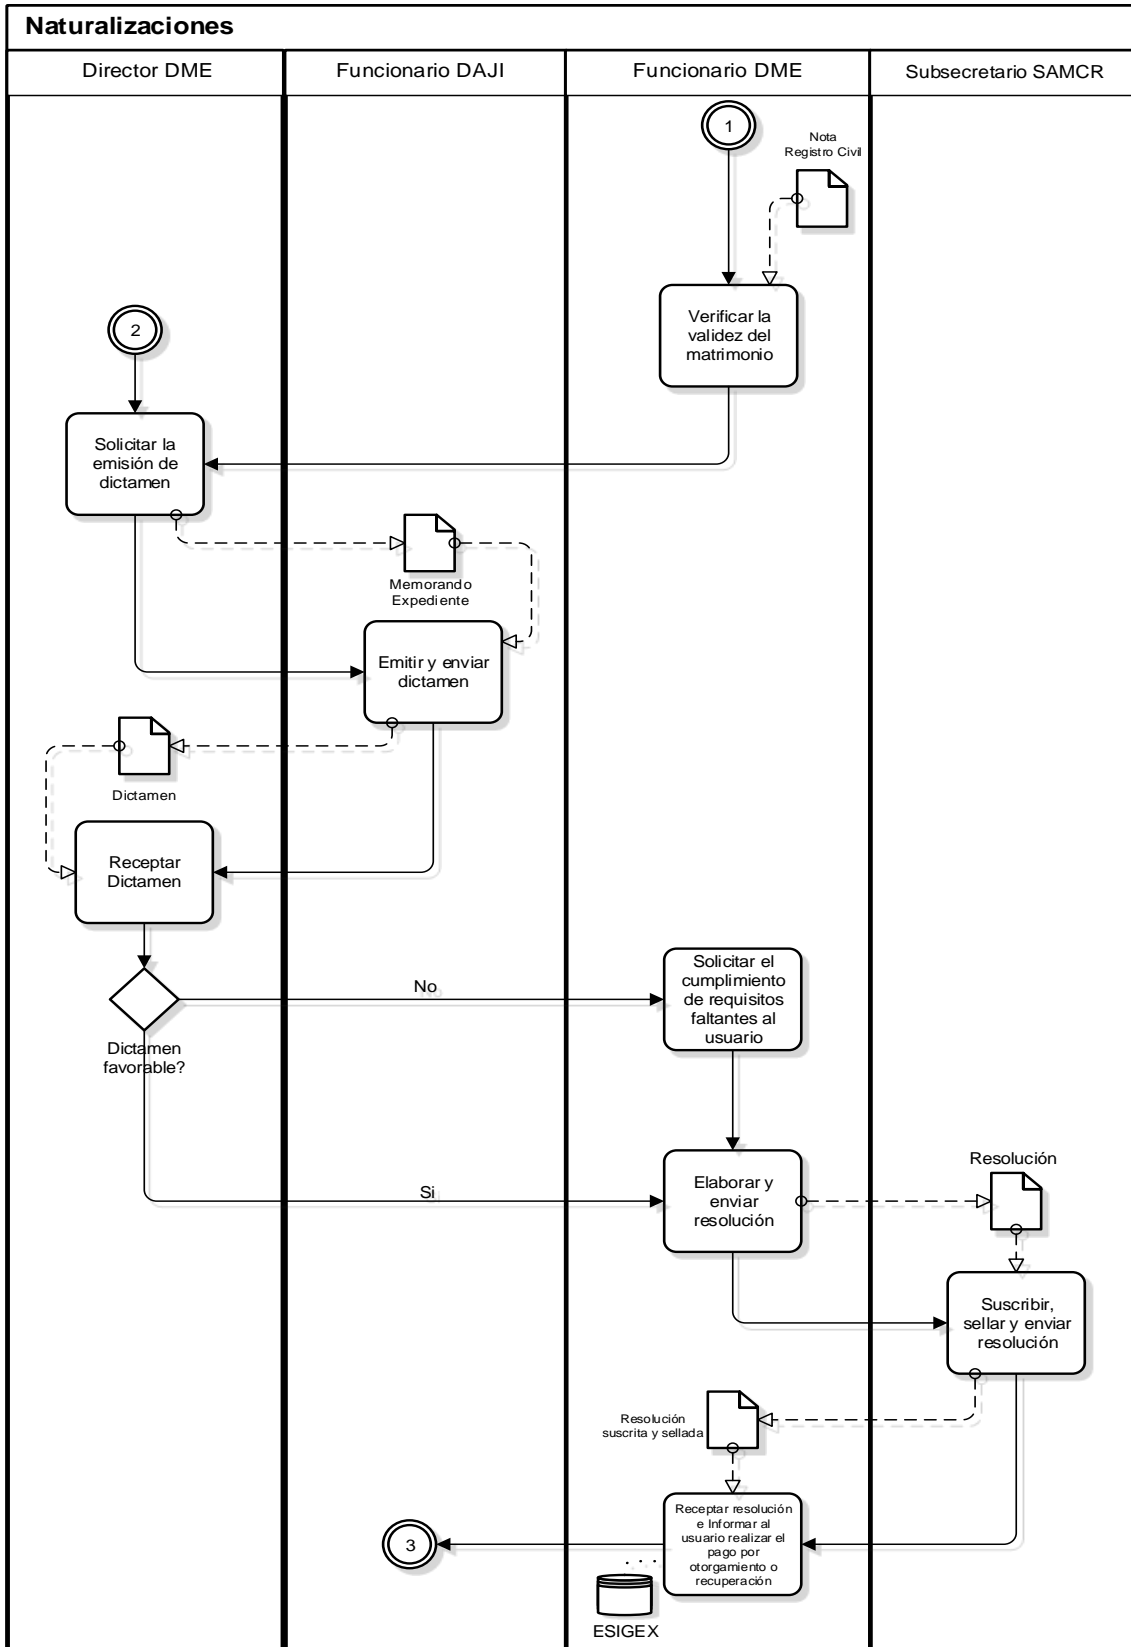 Naturalizaciones
Director DME
Funcionario DAJI
Funcionario DME
Subsecretario SAMCR
1
Nota
Registro Civil
Verificar la
validez del
matrimonio
2
Solicitar la
emisión de
dictamen
Memorando
Expediente
Emitir y enviar
dictamen
Dictamen
Receptar
Dictamen
Dictamen
favorable?
No
Solicitar el
cumplimiento
de requisitos
faltantes al
usuario
Si
Elaborar y
enviar
resolución
Resolución
Suscribir,
sellar y enviar
resolución
Resolución
suscrita y sellada
Receptar resolución
e Informar al
usuario realizar el
pago por
otorgamiento o
recuperación
3
ESIGEX